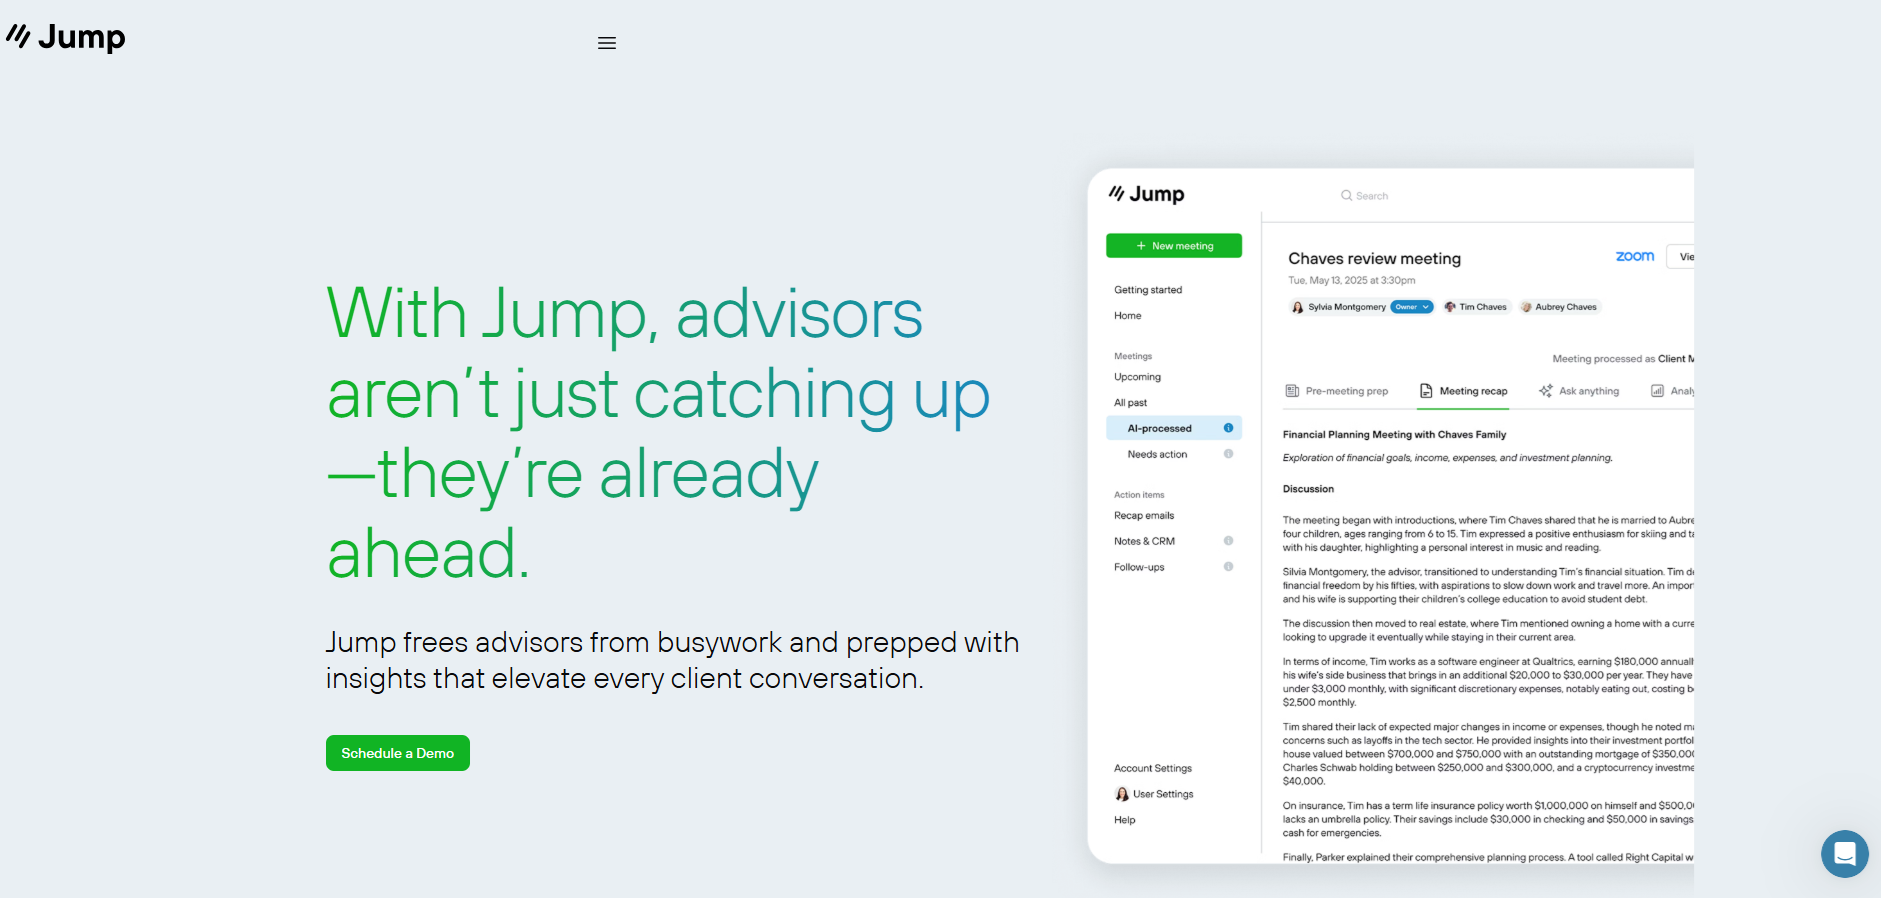 Jump
With Jump, advisors
aren’t just catching up
—they’re already
ahead.
Jump frees advisors from busywork and prepped with
insights that elevate every client conversation.
Schedule a Demo
Jump
Search
+ New meeting
Getting started
Home
Meetings
Upcoming
All past
AI-processed
Needs action
Action items
Recap emails
Notes & CRM
Follow-ups
Account Settings
User Settings
Help
Chaves review meeting
zoom
Vie
Tue, May 13, 2025 at 3:30pm
Sylvia Montgomery Owner Tim Chaves Aubrey Chaves
Meeting processed as Client M
Pre-meeting prep Meeting recap Ask anything Analy
Financial Planning Meeting with Chaves Family
Exploration of financial goals, income, expenses, and investment planning.
Discussion
The meeting began with introductions, where Tim Chaves shared that he is married to Aubre
four children, ages ranging from 6 to 15. Tim expressed a positive enthusiasm for skiing and ta
with his daughter, highlighting a personal interest in music and reading.
Silvia Montgomery, the advisor, transitioned to understanding Tim’s financial situation. Tim de
financial freedom by his fifties, with aspirations to slow down work and travel more. An impor
and his wife is supporting their children’s college education to avoid student debt.
The discussion then moved to real estate, where Tim mentioned owning a home with a curre
looking to upgrade it eventually while staying in their current area.
In terms of income, Tim works as a software engineer at Qualtrics, earning $180,000 annuall
his wife’s side business that brings in an additional $20,000 to $30,000 per year. They have
under $3,000 monthly, with significant discretionary expenses, notably eating out, costing be
$2,500 monthly.
Tim shared their lack of expected major changes in income or expenses, though he noted ma
concerns such as layoffs in the tech sector. He provided insights into their investment portfol
house valued between $700,000 and $750,000 with an outstanding mortgage of $350,000
Charles Schwab holding between $250,000 and $300,000, and a cryptocurrency investme
$40,000.
On insurance, Tim has a term life insurance policy worth $1,000,000 on himself and $500,00
lacks an umbrella policy. Their savings include $30,000 in checking and $50,000 in savings
cash for emergencies.
Finally, Parker explained their comprehensive planning process. A tool called Right Capital w